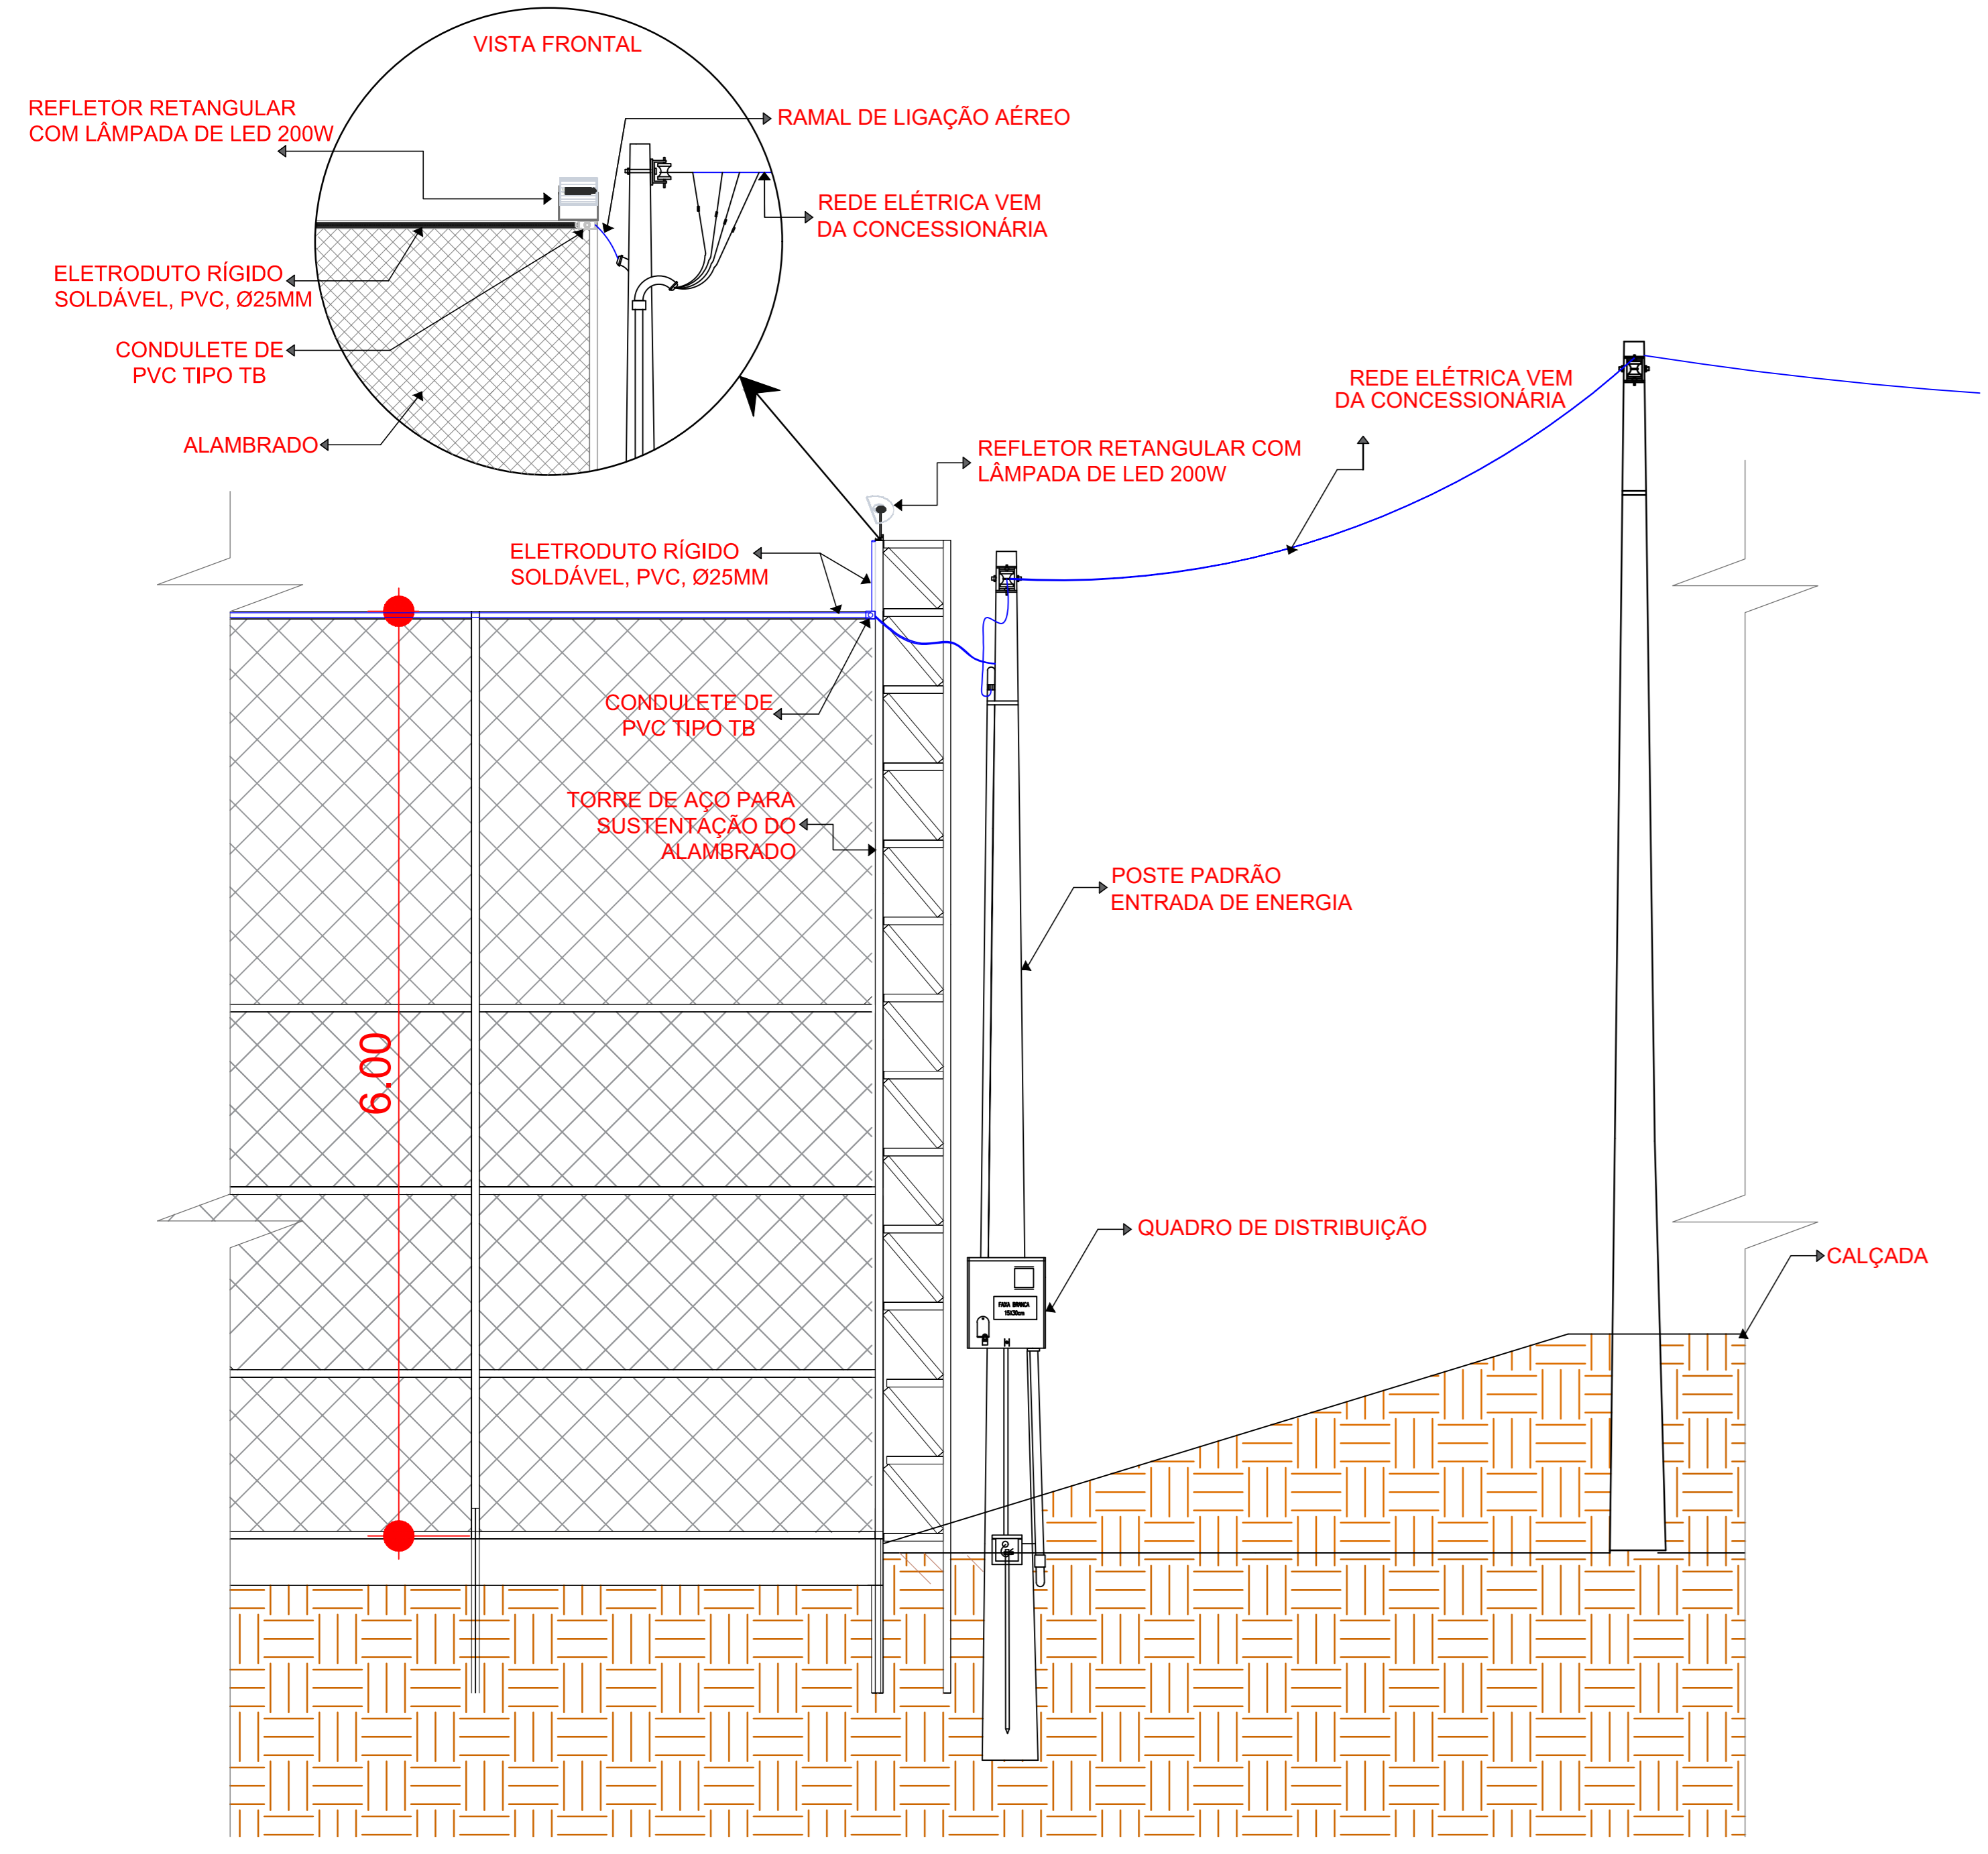 VISTA FRONTAL
REFLETOR RETANGULAR
COM LÂMPADA DE LED 200W
RAMAL DE LIGAÇÃO AÉREO
REDE ELÉTRICA VEM
DA CONCESSIONÁRIA
ELETRODUTO RÍGIDO
SOLDÁVEL, PVC, Ø25MM
CONDULETE DE
PVC TIPO TB
ALAMBRADO
REDE ELÉTRICA VEM
DA CONCESSIONÁRIA
REFLETOR RETANGULAR COM
LÂMPADA DE LED 200W
ELETRODUTO RÍGIDO
SOLDÁVEL, PVC, Ø25MM
CONDULETE DE
PVC TIPO TB
TORRE DE AÇO PARA
SUSTENTAÇÃO DO
ALAMBRADO
POSTE PADRÃO
ENTRADA DE ENERGIA
6.00
QUADRO DE DISTRIBUIÇÃO
CALÇADA
FAIXA BRANCA
15X30cm